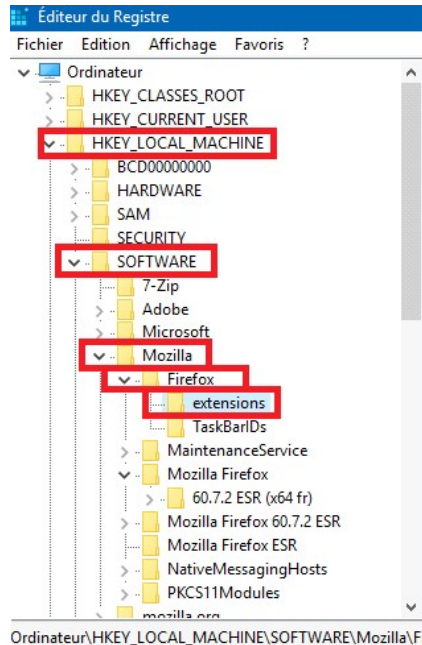 Éditeur du Registre
Fichier Edition Affichage Favoris ?
Ordinateur
HKEY_CLASSES_ROOT
HKEY_CURRENT_USER
HKEY_LOCAL_MACHINE
BCD00000000
HARDWARE
SAM
SECURITY
SOFTWARE
7-Zip
Adobe
Microsoft
Mozilla
Firefox
extensions
TaskBarIDs
MaintenanceService
Mozilla Firefox
60.7.2 ESR (x64 fr)
Mozilla Firefox 60.7.2 ESR
Mozilla Firefox ESR
NativeMessagingHosts
PKCS11Modules
mozilla.org
Ordinateur\HKEY_LOCAL_MACHINE\SOFTWARE\Mozilla\F